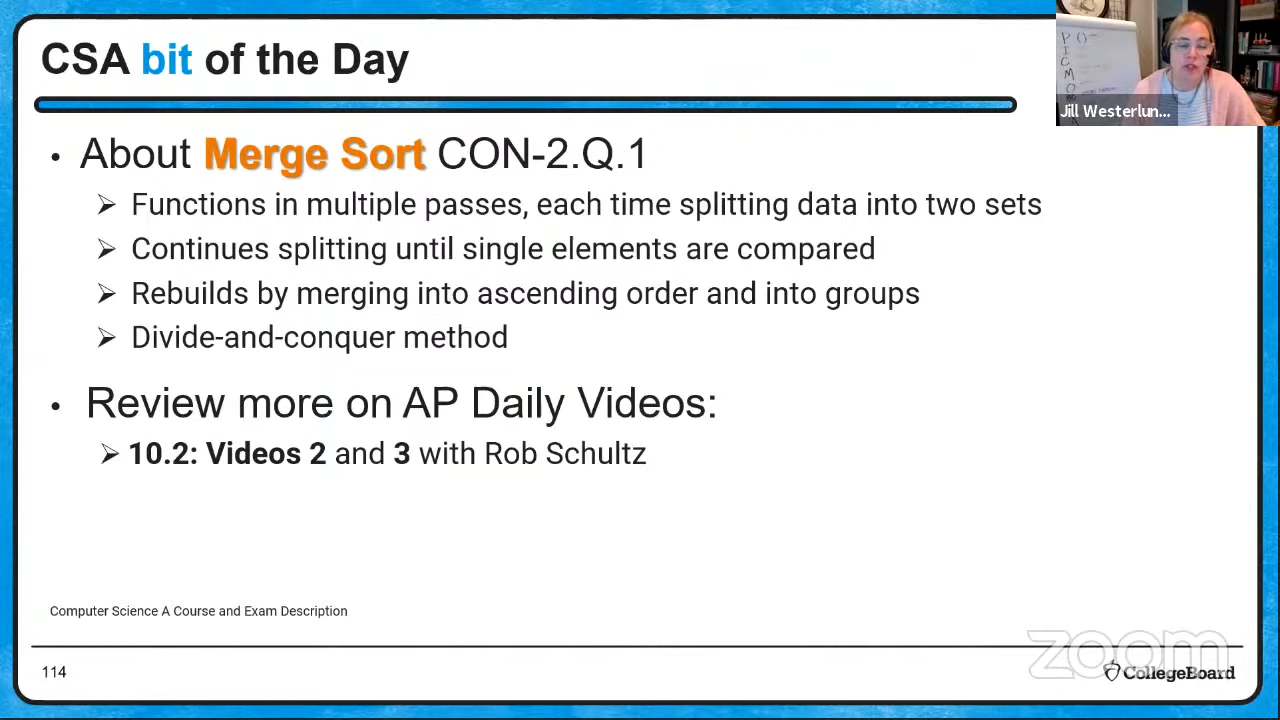 CSA bit of the Day
• About Merge Sort CON-2.Q.1
➢ Functions in multiple passes, each time splitting data into two sets
➢ Continues splitting until single elements are compared
➢ Rebuilds by merging into ascending order and into groups
➢ Divide-and-conquer method
• Review more on AP Daily Videos:
➢ 10.2: Videos 2 and 3 with Rob Schultz
Computer Science A Course and Exam Description
114
zoom
CollegeBoard
P ()
I
C
M
O
Jill Westerlun...